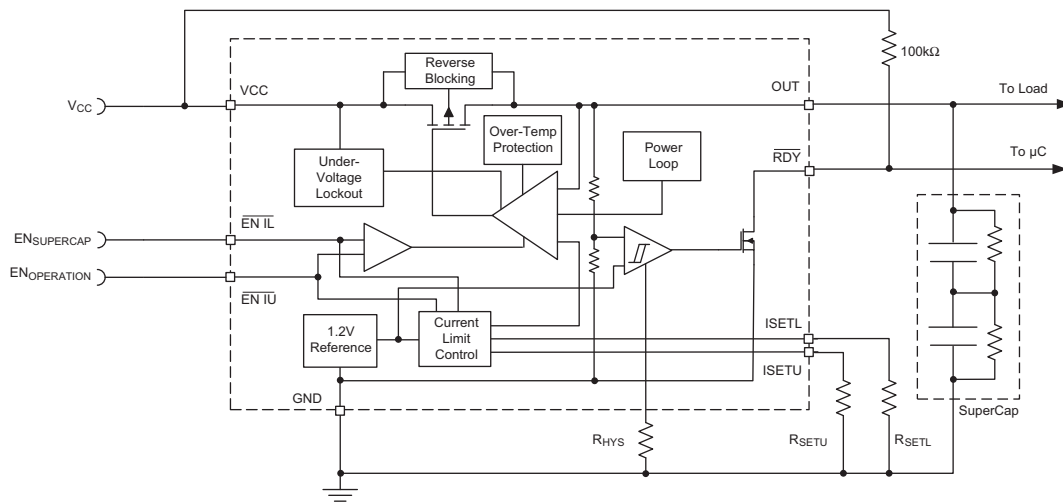 100kΩ
Reverse
Blocking
VCC
OUT
To Load
V_CC
Over-Temp
Protection
Power
Loop
RDY
To µC
Under-
Voltage
Lockout
EN IL
EN_SUPERCAP
EN_OPERATION
EN IU
1.2V
Reference
Current
Limit
Control
ISETL
ISETU
GND
SuperCap
R_HYS
R_SETU
R_SETL